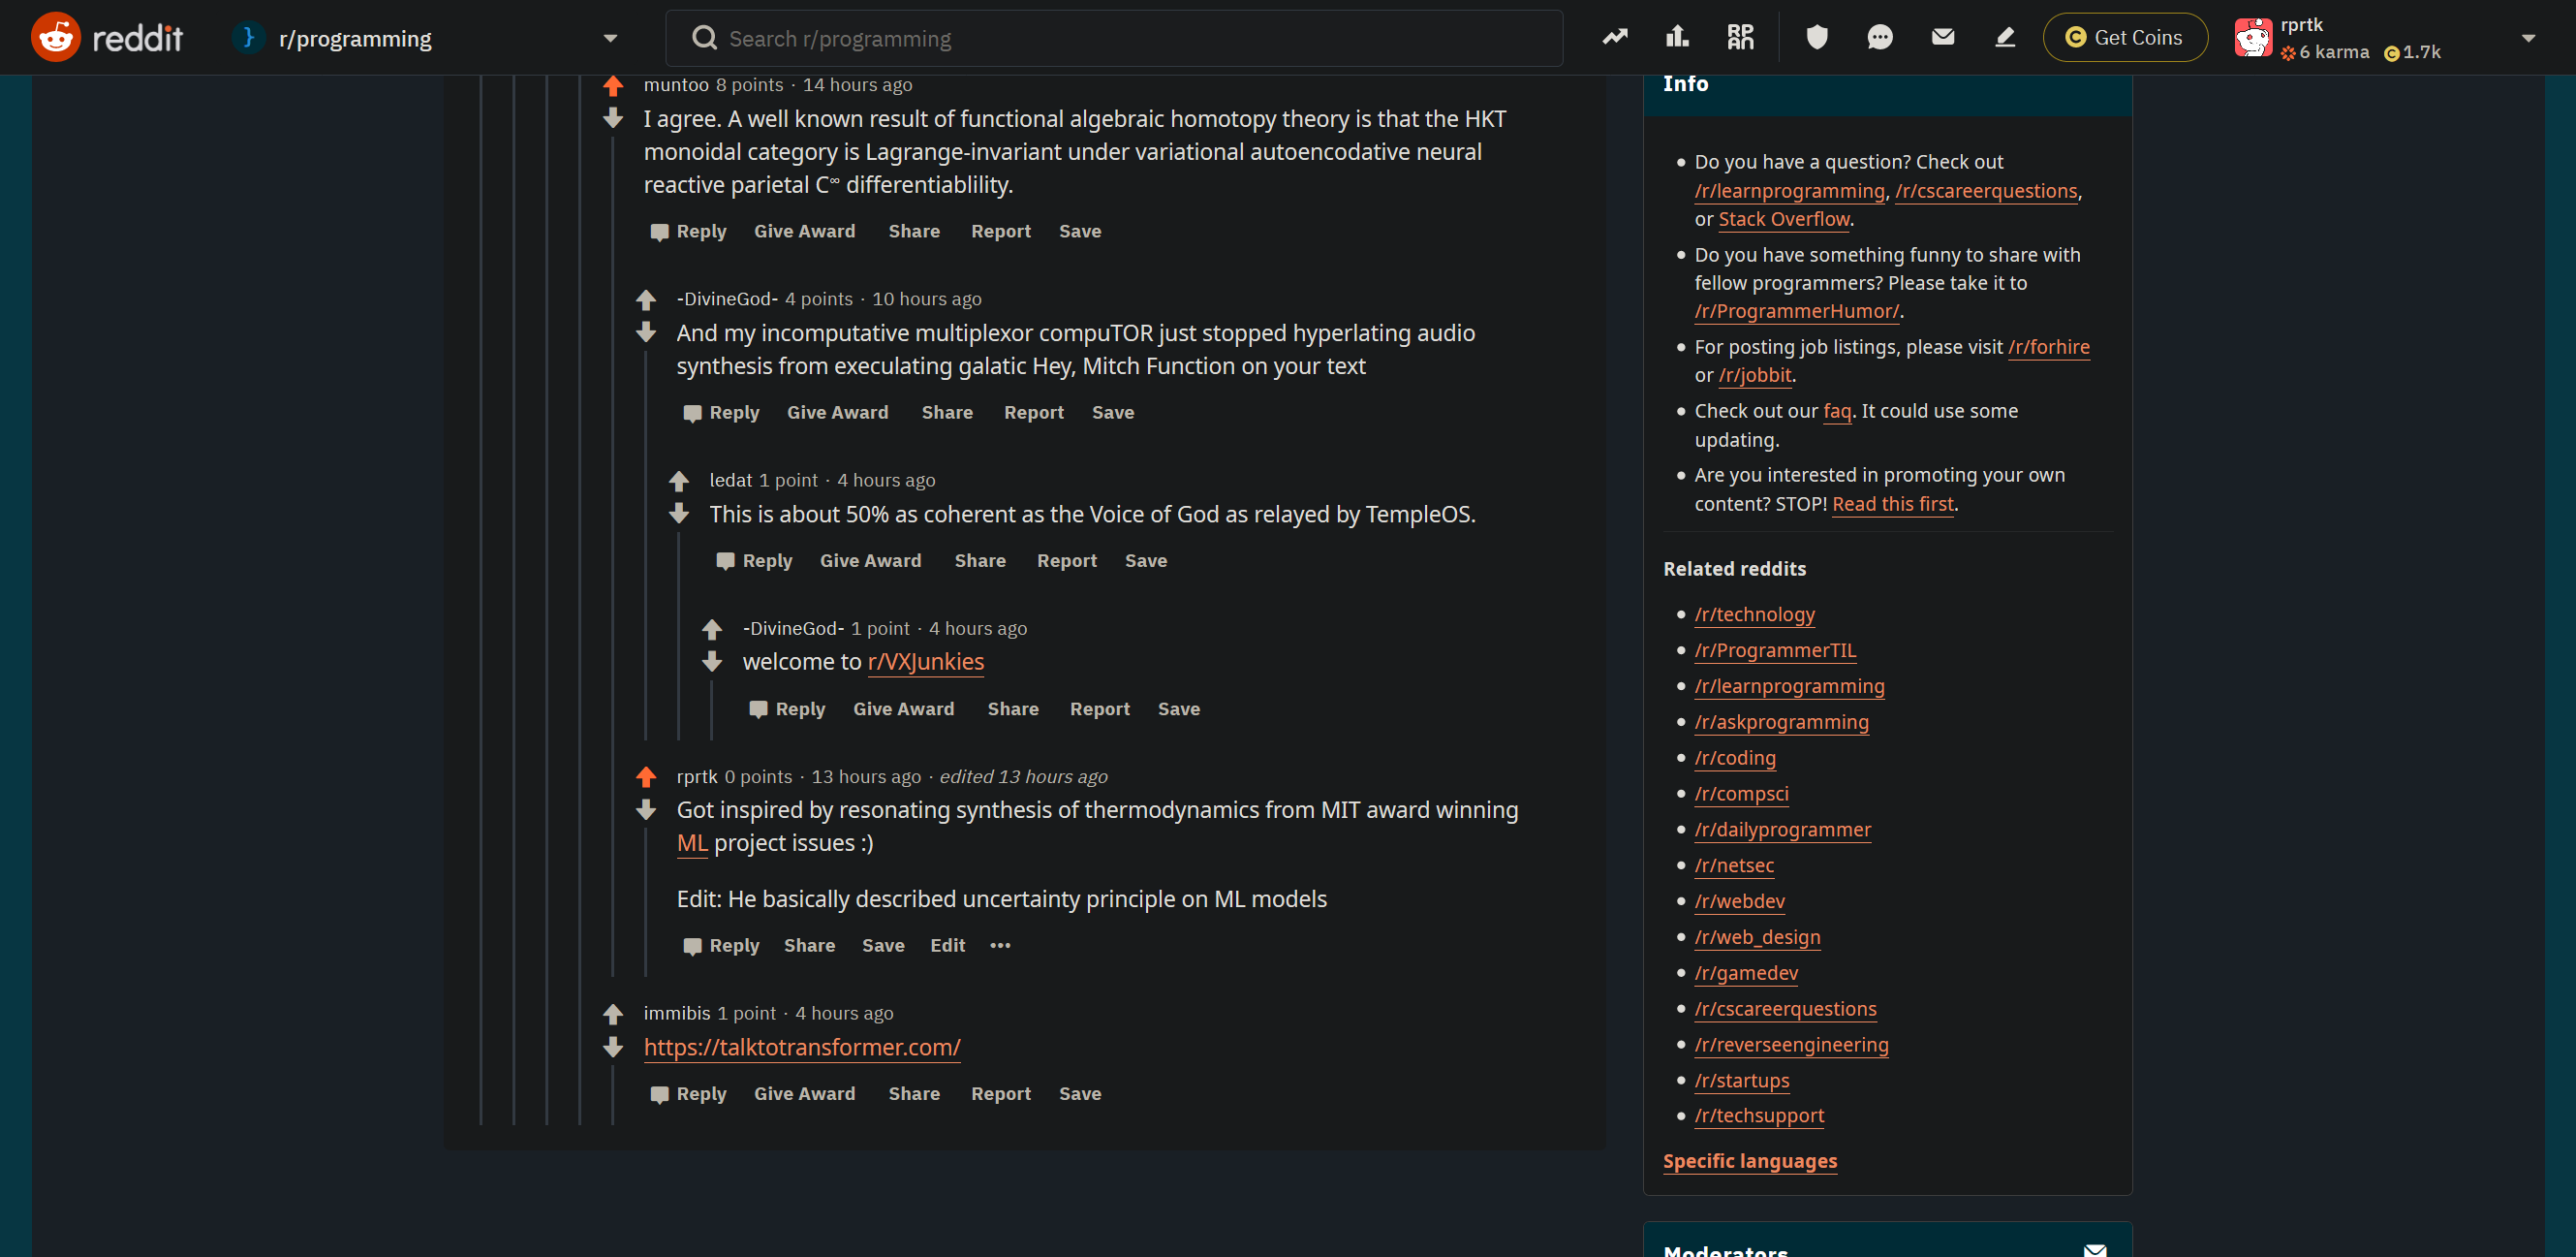 reddit
r/programming
Search r/programming
RPAN
Get Coins
rprtk
6 karma 1.7k
muntoo 8 points · 14 hours ago
I agree. A well known result of functional algebraic homotopy theory is that the HKT
monoidal category is Lagrange-invariant under variational autoencodative neural
reactive parietal C∞ differentiablility.
Reply Give Award Share Report Save
-DivineGod- 4 points · 10 hours ago
And my incomputative multiplexor compuTOR just stopped hyperlating audio
synthesis from execulating galatic Hey, Mitch Function on your text
Reply Give Award Share Report Save
ledat 1 point · 4 hours ago
This is about 50% as coherent as the Voice of God as relayed by TempleOS.
Reply Give Award Share Report Save
-DivineGod- 1 point · 4 hours ago
welcome to r/VXJunkies
Reply Give Award Share Report Save
rprtk 0 points · 13 hours ago · edited 13 hours ago
Got inspired by resonating synthesis of thermodynamics from MIT award winning
ML project issues :)
Edit: He basically described uncertainty principle on ML models
Reply Share Save Edit •••
immibis 1 point · 4 hours ago
https://talktotransformer.com/
Reply Give Award Share Report Save
Info
• Do you have a question? Check out
/r/learnprogramming, /r/cscareerquestions,
or Stack Overflow.
• Do you have something funny to share with
fellow programmers? Please take it to
/r/ProgrammerHumor/.
• For posting job listings, please visit /r/forhire
or /r/jobbit.
• Check out our faq. It could use some
updating.
• Are you interested in promoting your own
content? STOP! Read this first.
Related reddits
• /r/technology
• /r/ProgrammerTIL
• /r/learnprogramming
• /r/askprogramming
• /r/coding
• /r/compsci
• /r/dailyprogrammer
• /r/netsec
• /r/webdev
• /r/web_design
• /r/gamedev
• /r/cscareerquestions
• /r/reverseengineering
• /r/startups
• /r/techsupport
Specific languages
Moderators